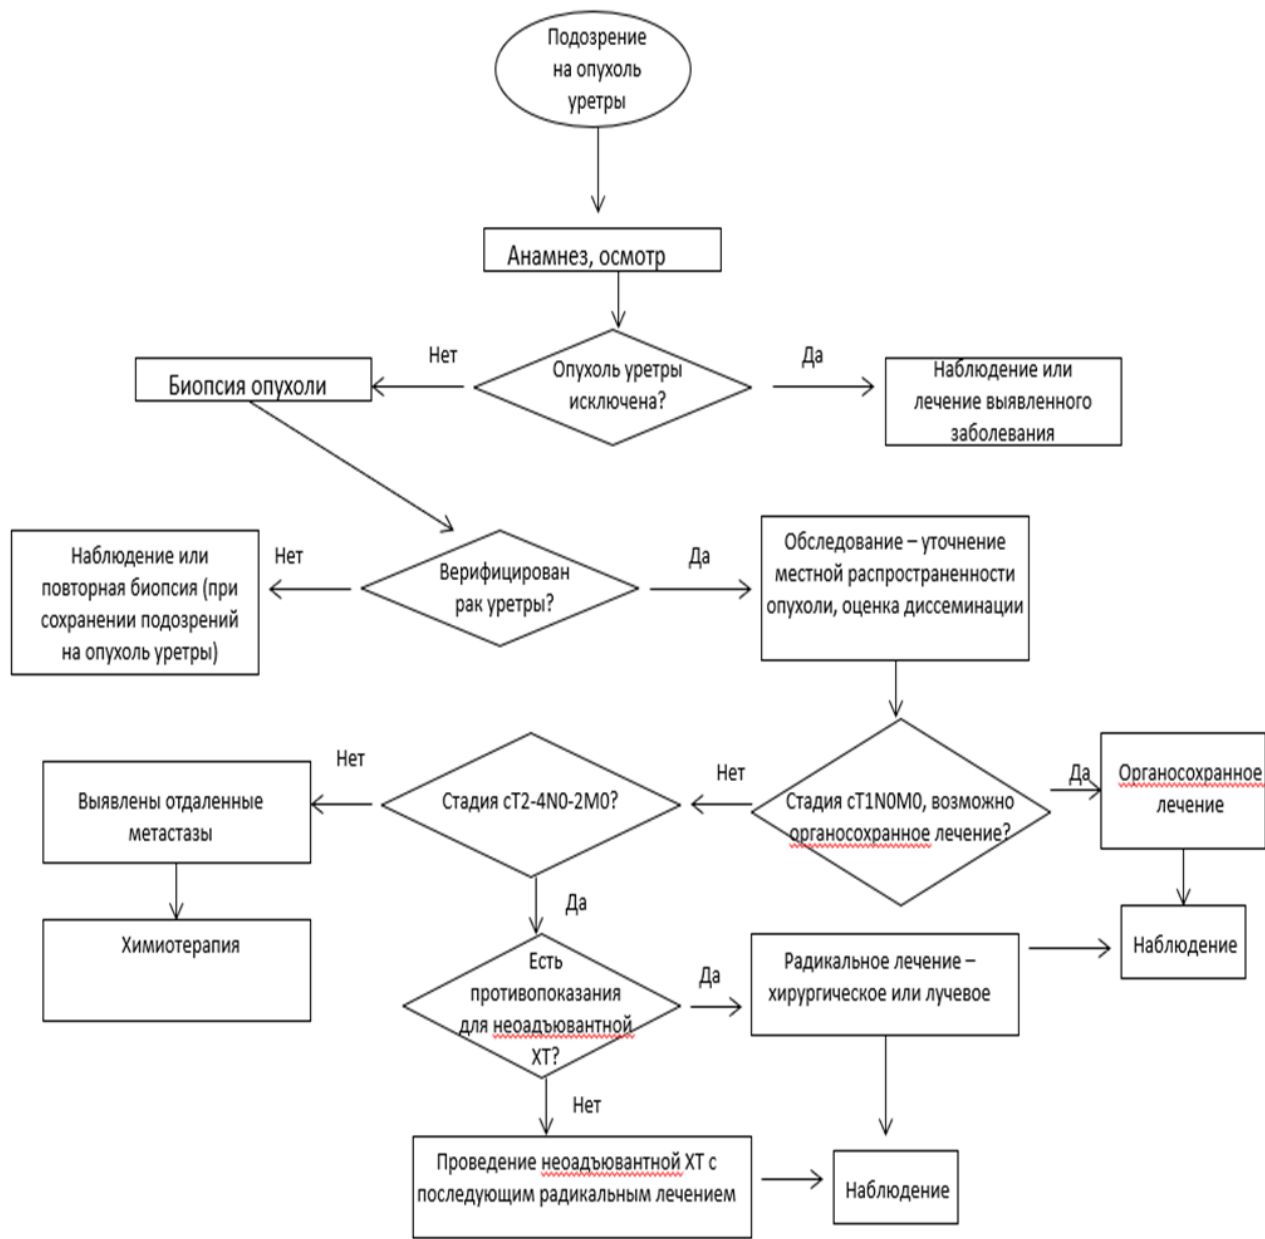 Подозрение
на опухоль
уретры
Анамнез, осмотр
Нет
Да
Биопсия опухоли
Опухоль уретры
исключена?
Наблюдение или
лечение выявленного
заболевания
Наблюдение или
повторная биопсия (при
сохранении подозрений
на опухоль уретры)
Нет
Верифицирован
рак уретры?
Да
Обследование – уточнение
местной распространенности
опухоли, оценка диссеминации
Выявлены отдаленные
метастазы
Нет
Стадия cT2-4N0-2M0?
Нет
Стадия cT1N0M0, возможно
органосохранное лечение?
Да
Органосохранное
лечение
Химиотерапия
Да
Есть
противопоказания
для неоадъювантной
ХТ?
Да
Радикальное лечение –
хирургическое или лучевое
Наблюдение
Нет
Проведение неоадъювантной ХТ с
последующим радикальным лечением
Наблюдение